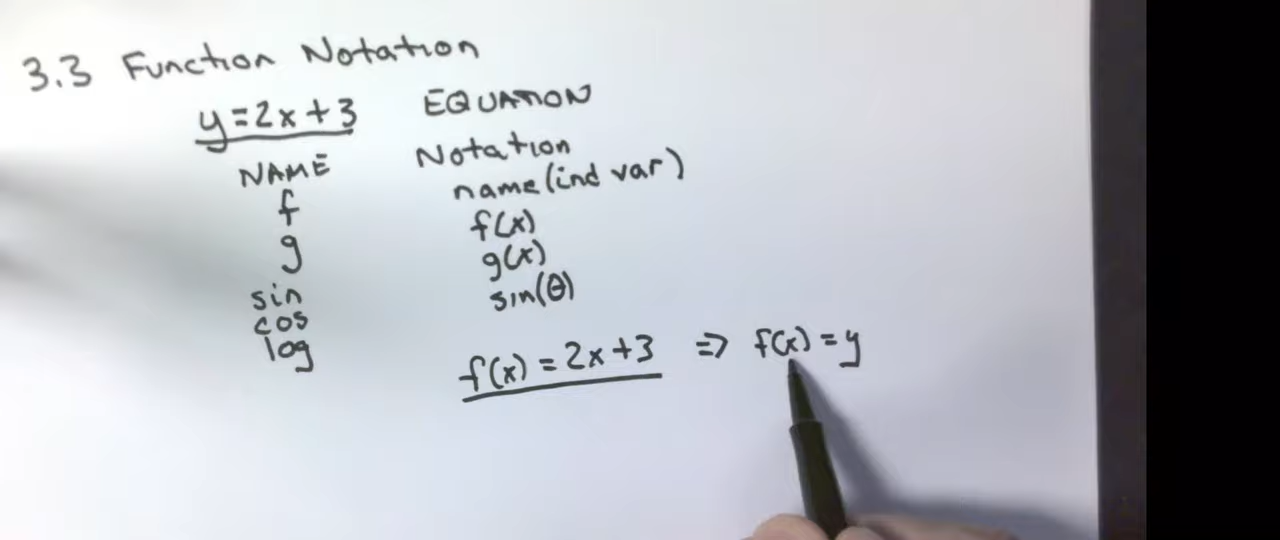 3.3 Function Notation
y=2x+3 EQUATION
NAME Notation
name(ind var)
f f(x)
g g(x)
sin sin(θ)
cos
log
f(x) = 2x+3 ⇒ f(x) = y